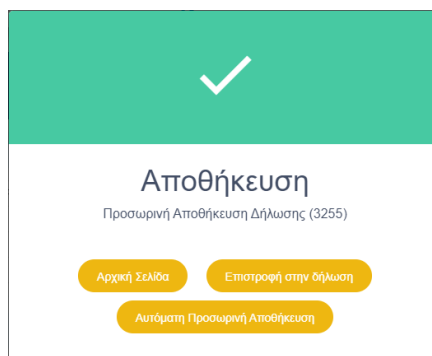 Αποθήκευση
Προσωρινή Αποθήκευση Δήλωσης (3255)
Αρχική Σελίδα
Επιστροφή στην δήλωση
Αυτόματη Προσωρινή Αποθήκευση